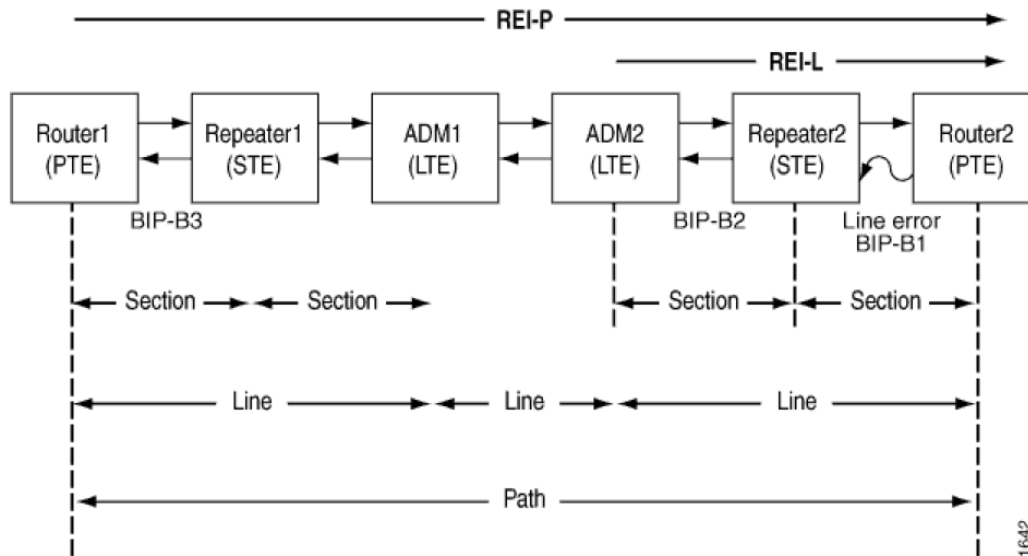 REI-P
REI-L
Router1
(PTE)
Repeater1
(STE)
ADM1
(LTE)
ADM2
(LTE)
Repeater2
(STE)
Router2
(PTE)
BIP-B3
BIP-B2
Line error
BIP-B1
Section
Section
Section
Section
Line
Line
Line
Path
1642